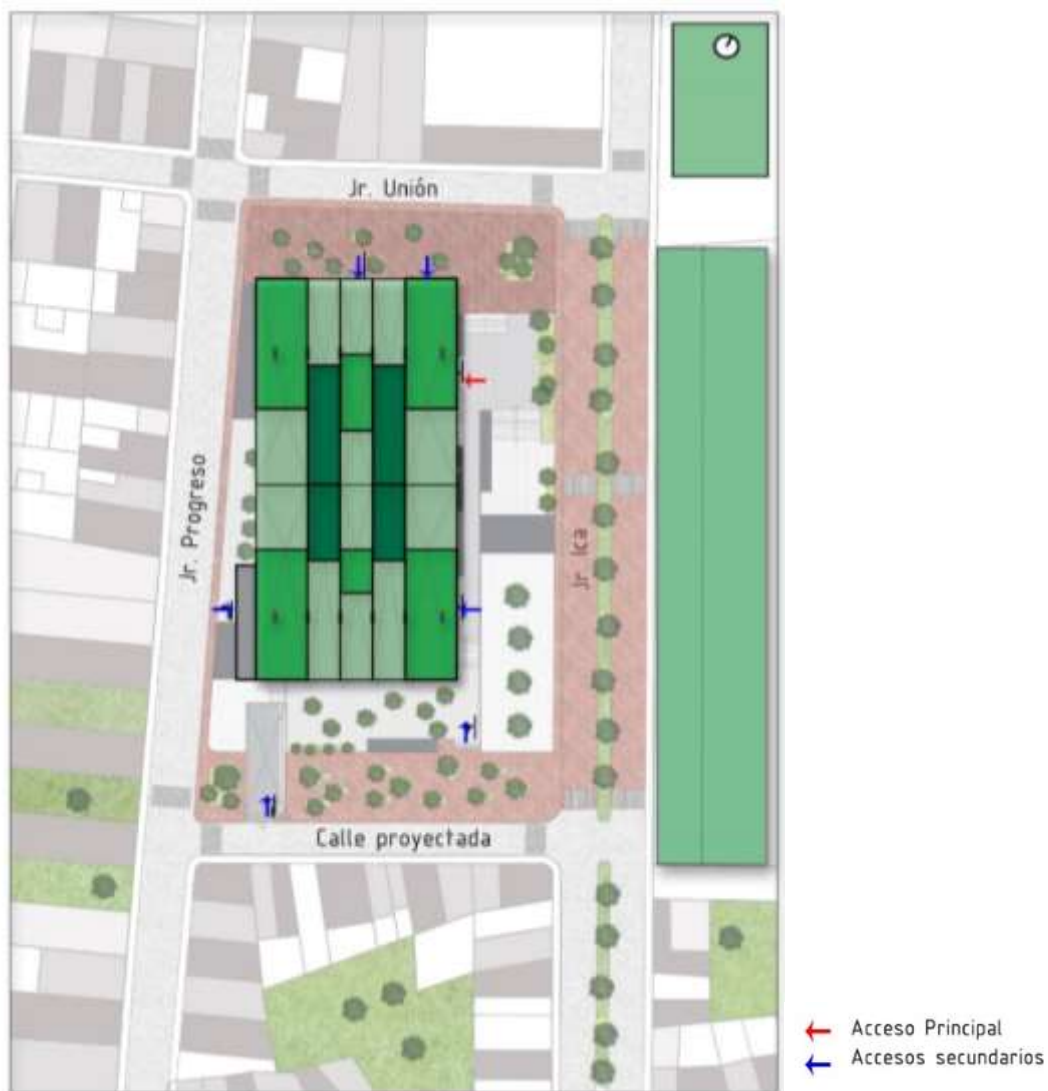 Jr. Unión
Jr. Progreso
Jr Ica
Calle proyectada
Acceso Principal
Accesos secundarios